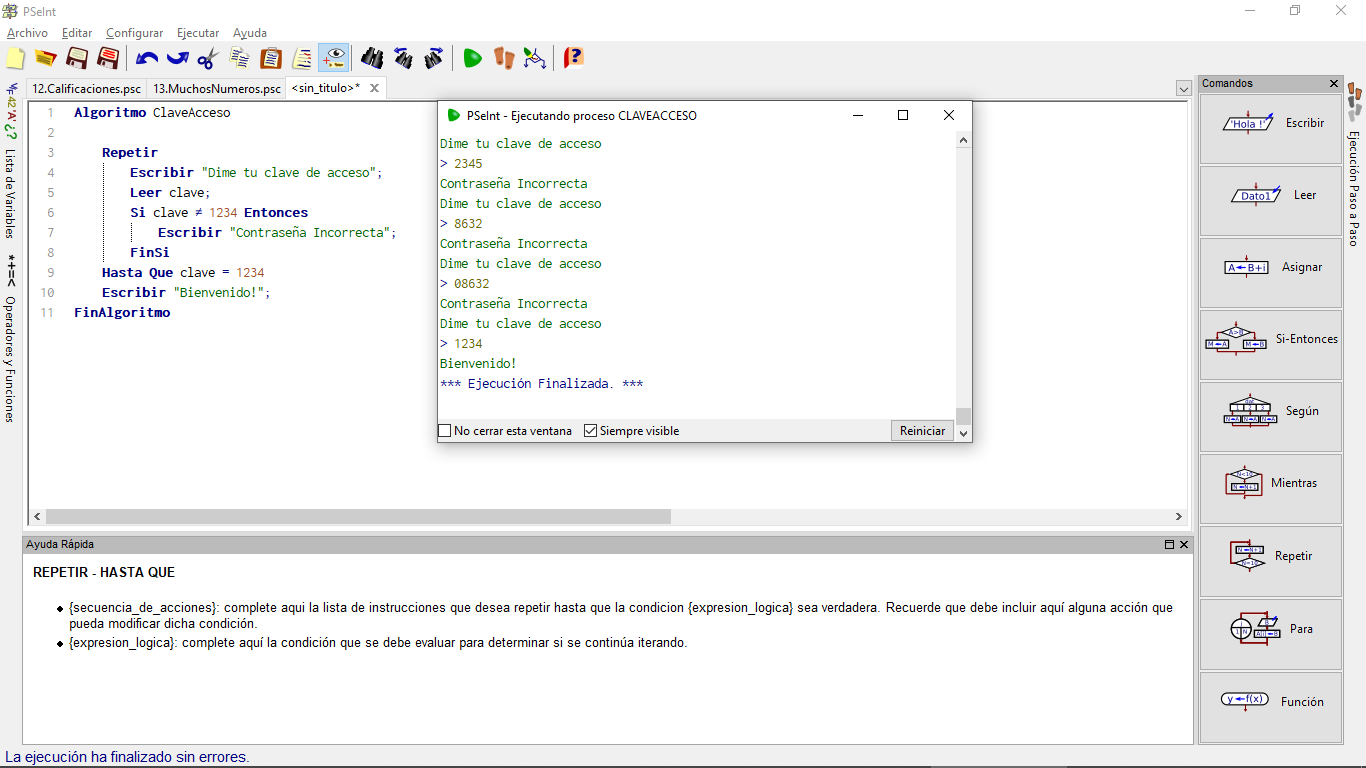 PSeInt
Archivo Editar Configurar Ejecutar Ayuda
12.Calificaciones.psc 13.MuchosNumeros.psc <sin_titulo>*
42 'A' ¿?
Lista de Variables
*+=<
Operadores y Funciones
1 Algoritmo ClaveAcceso
2
3 Repetir
4 Escribir "Dime tu clave de acceso";
5 Leer clave;
6 Si clave ≠ 1234 Entonces
7 Escribir "Contraseña Incorrecta";
8 FinSi
9 Hasta Que clave = 1234
10 Escribir "Bienvenido!";
11 FinAlgoritmo
PSeInt - Ejecutando proceso CLAVEACCESO
Dime tu clave de acceso
> 2345
Contraseña Incorrecta
Dime tu clave de acceso
> 8632
Contraseña Incorrecta
Dime tu clave de acceso
> 08632
Contraseña Incorrecta
Dime tu clave de acceso
> 1234
Bienvenido!
*** Ejecución Finalizada. ***
No cerrar esta ventana Siempre visible Reiniciar
Comandos
'Hola !' Escribir
Dato1 Leer
A←B+i Asignar
A>B M←A M←B Si-Entonces
Según
Mientras
Repetir
Para
y←f(x) Función
Ejecución Paso a Paso
Ayuda Rápida
REPETIR - HASTA QUE
{secuencia_de_acciones}: complete aqui la lista de instrucciones que desea repetir hasta que la condicion {expresion_logica} sea verdadera. Recuerde que debe incluir aquí alguna acción que
pueda modificar dicha condición.
{expresion_logica}: complete aquí la condición que se debe evaluar para determinar si se continúa iterando.
La ejecución ha finalizado sin errores.